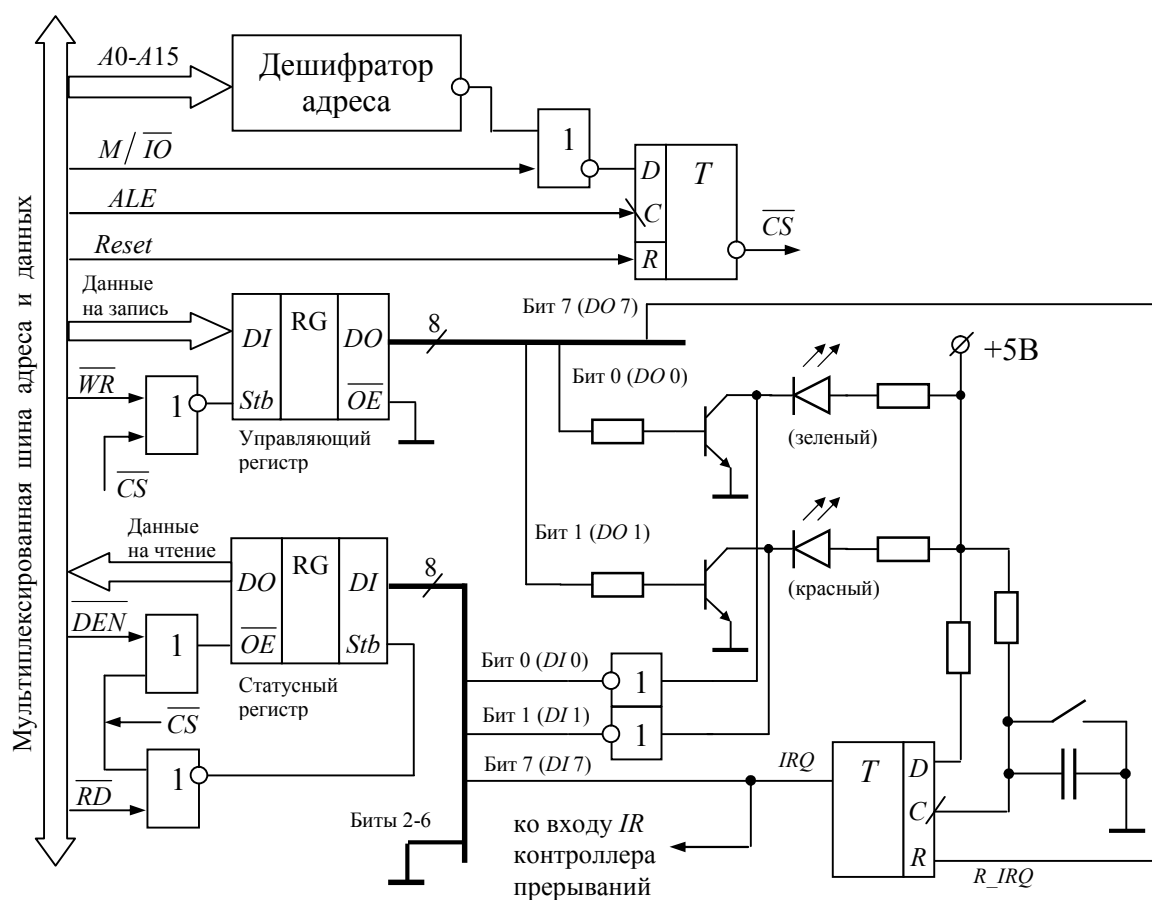 Мультиплексированная шина адреса и данных
A0-A15
Дешифратор
адреса
M/ IO
1
D
T
ALE
C
CS
Reset
R
Данные
на запись
DI
RG
DO
8
Бит 7 (DO 7)
+5В
WR
1
Stb
OE
Бит 0 (DO 0)
(зеленый)
Управляющий
регистр
CS
Данные
на чтение
DO
RG
DI
8
Бит 1 (DO 1)
(красный)
DEN
1
OE
Stb
Статусный
регистр
CS
Бит 0 (DI 0)
1
Бит 1 (DI 1)
1
Бит 7 (DI 7)
IRQ
T
D
C
R
RD
1
Биты 2-6
ко входу IR
контроллера
прерываний
R_IRQ